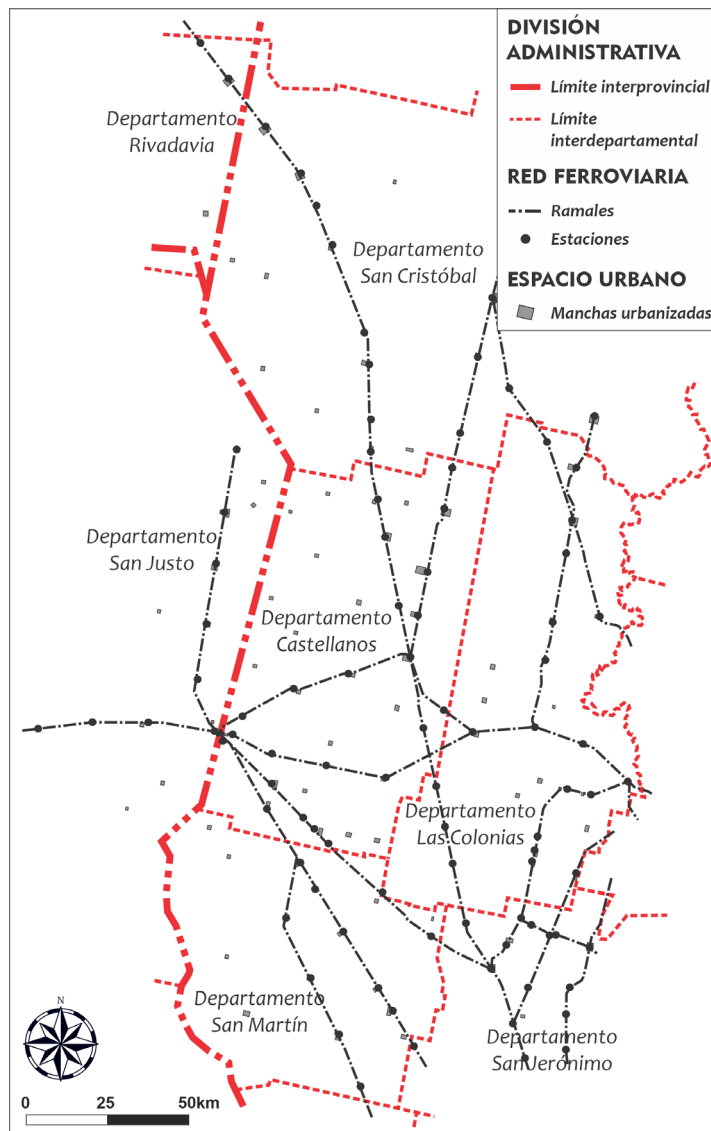 DIVISIÓN
ADMINISTRATIVA
Límite interprovincial
Límite
interdepartamental
RED FERROVIARIA
Ramales
Estaciones
ESPACIO URBANO
Manchas urbanizadas
Departamento
Rivadavia
Departamento
San Cristóbal
Departamento
San Justo
Departamento
Castellanos
Departamento
Las Colonias
Departamento
San Martín
Departamento
San Jerónimo
N
0 25 50km